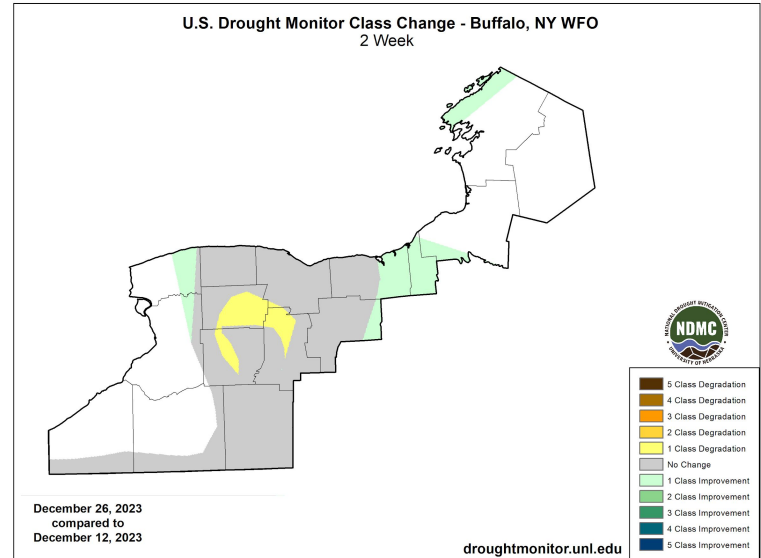 U.S. Drought Monitor Class Change - Buffalo, NY WFO
2 Week
NATIONAL DROUGHT MITIGATION CENTER
NDMC
UNIVERSITY OF NEBRASKA
5 Class Degradation
4 Class Degradation
3 Class Degradation
2 Class Degradation
1 Class Degradation
No Change
1 Class Improvement
2 Class Improvement
3 Class Improvement
4 Class Improvement
5 Class Improvement
December 26, 2023
compared to
December 12, 2023
droughtmonitor.unl.edu